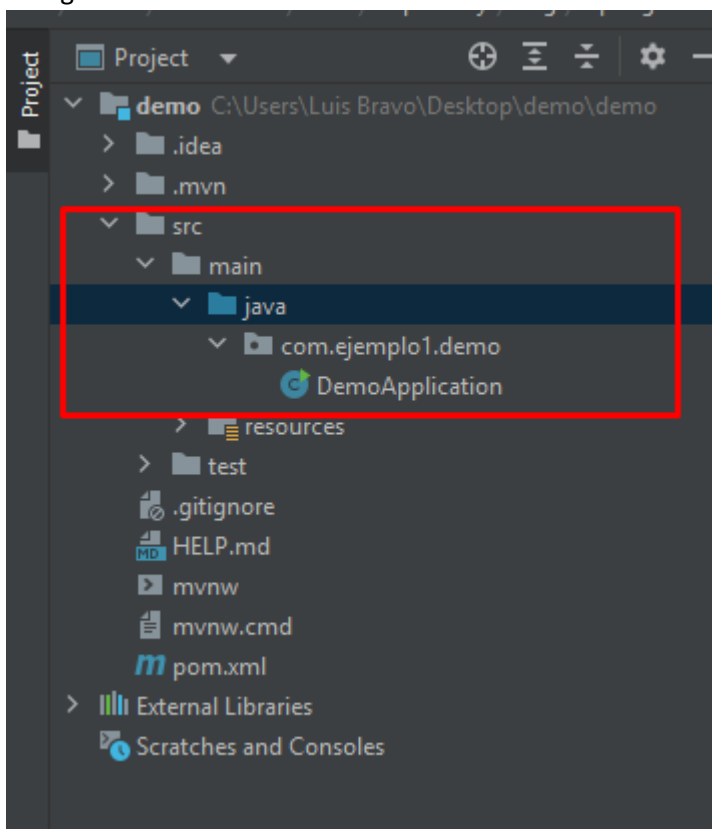 Project
Project
demo C:\Users\Luis Bravo\Desktop\demo\demo
.idea
.mvn
src
main
java
com.ejemplo1.demo
DemoApplication
resources
test
.gitignore
HELP.md
mvnw
mvnw.cmd
pom.xml
External Libraries
Scratches and Consoles